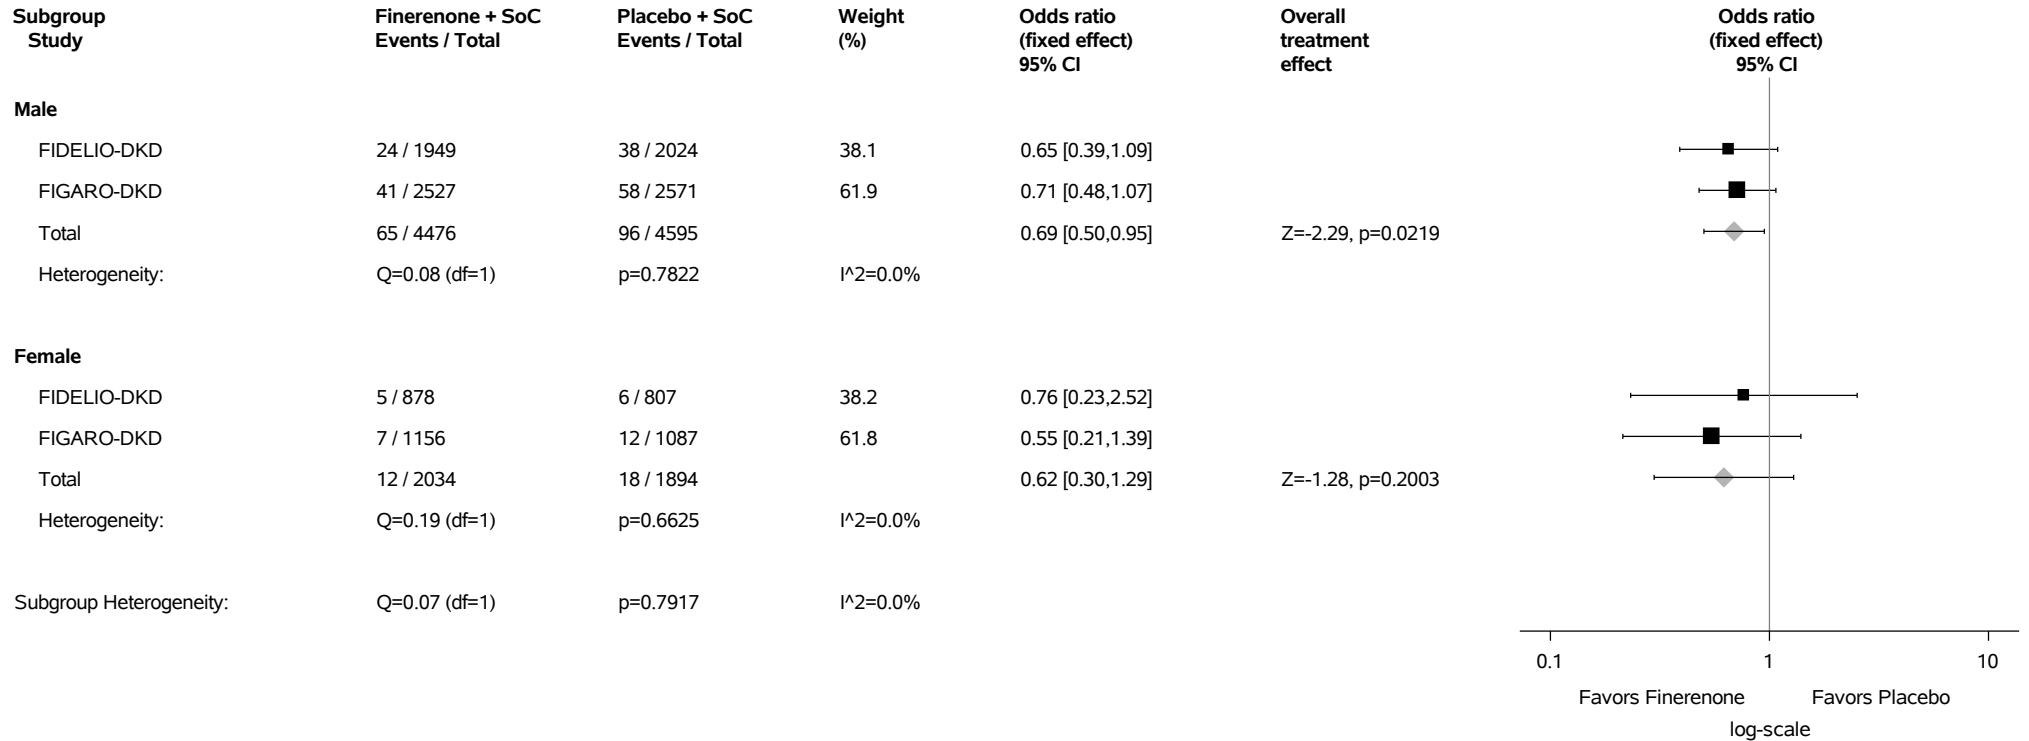 Subgroup Finerenone + SoC Placebo + SoC Weight Odds ratio Overall Odds ratio
Study Events / Total Events / Total (%) (fixed effect) treatment (fixed effect)
95% CI effect 95% CI
Male
FIDELIO-DKD 24 / 1949 38 / 2024 38.1 0.65 [0.39,1.09]
FIGARO-DKD 41 / 2527 58 / 2571 61.9 0.71 [0.48,1.07]
Total 65 / 4476 96 / 4595 0.69 [0.50,0.95] Z=-2.29, p=0.0219
Heterogeneity: Q=0.08 (df=1) p=0.7822 I^2=0.0%
Female
FIDELIO-DKD 5 / 878 6 / 807 38.2 0.76 [0.23,2.52]
FIGARO-DKD 7 / 1156 12 / 1087 61.8 0.55 [0.21,1.39]
Total 12 / 2034 18 / 1894 0.62 [0.30,1.29] Z=-1.28, p=0.2003
Heterogeneity: Q=0.19 (df=1) p=0.6625 I^2=0.0%
Subgroup Heterogeneity: Q=0.07 (df=1) p=0.7917 I^2=0.0%
0.1 1 10
Favors Finerenone Favors Placebo
log-scale